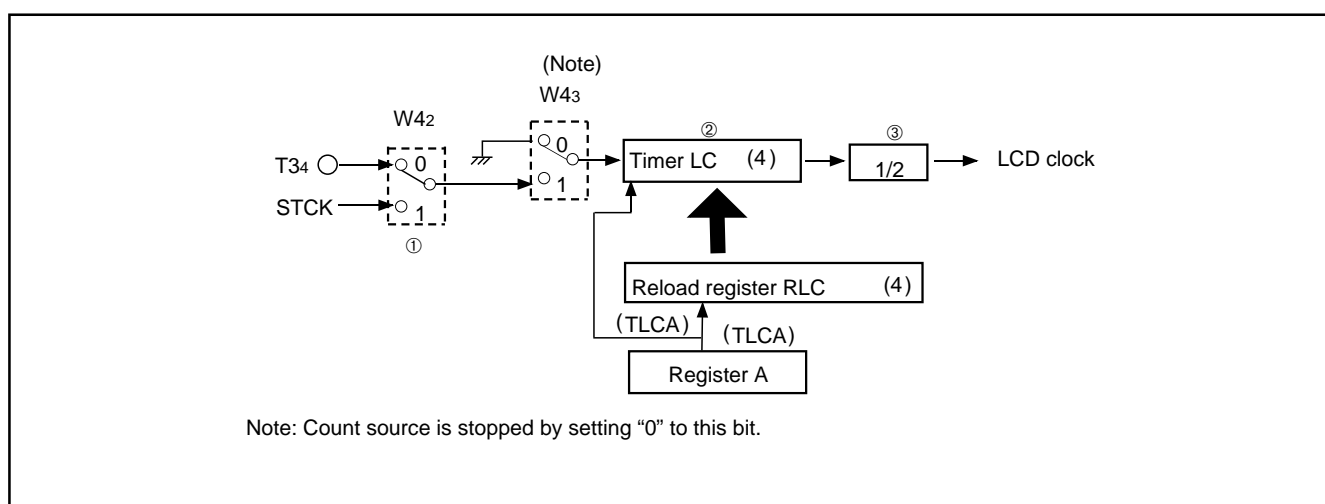 (Note)
W43
W42
T34
STCK
0
1
①
0
1
②
Timer LC (4)
③
1/2
LCD clock
Reload register RLC (4)
(TLCA)
(TLCA)
Register A
Note: Count source is stopped by setting “0” to this bit.